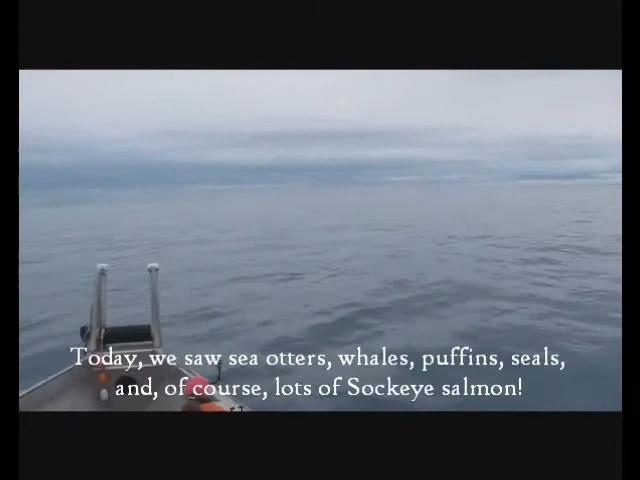 Today, we saw sea otters, whales, puffins, seals,
and, of course, lots of Sockeye salmon!